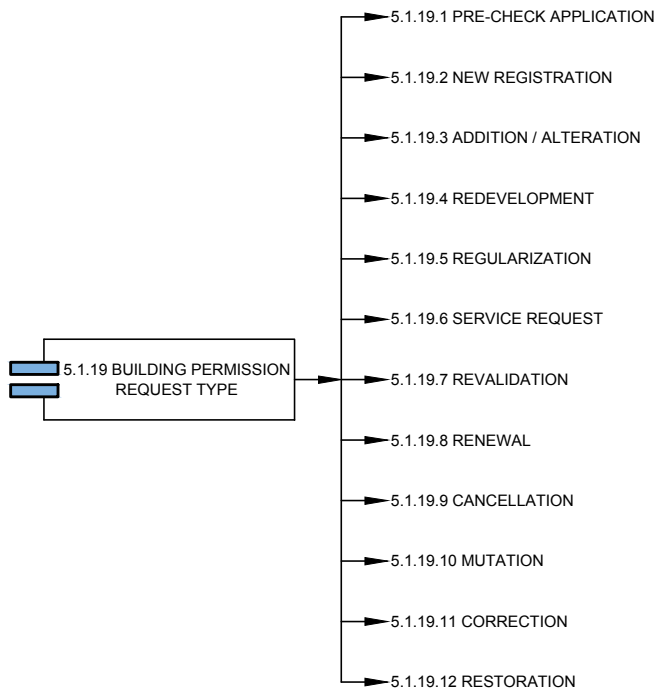 5.1.19 BUILDING PERMISSION
REQUEST TYPE
5.1.19.1 PRE-CHECK APPLICATION
5.1.19.2 NEW REGISTRATION
5.1.19.3 ADDITION / ALTERATION
5.1.19.4 REDEVELOPMENT
5.1.19.5 REGULARIZATION
5.1.19.6 SERVICE REQUEST
5.1.19.7 REVALIDATION
5.1.19.8 RENEWAL
5.1.19.9 CANCELLATION
5.1.19.10 MUTATION
5.1.19.11 CORRECTION
5.1.19.12 RESTORATION